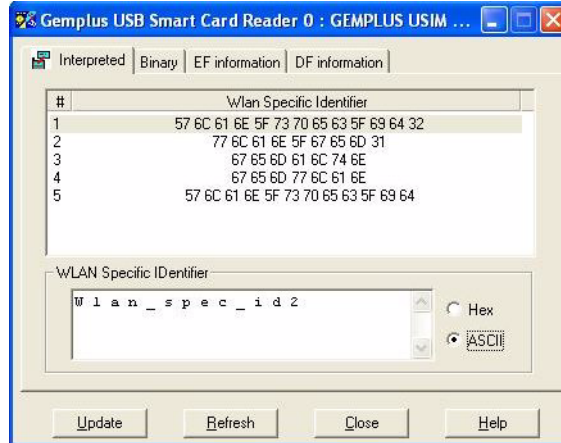 Gemplus USB Smart Card Reader 0 : GEMPLUS USIM ...
Interpreted Binary EF information DF information
# Wlan Specific Identifier
1 57 6C 61 6E 5F 73 70 65 63 5F 69 64 32
2 77 6C 61 6E 5F 67 65 6D 31
3 67 65 6D 61 6C 74 6E
4 67 65 6D 77 6C 61 6E
5 57 6C 61 6E 5F 73 70 65 63 5F 69 64
WLAN Specific IDentifier
W l a n _ s p e c _ i d 2
Hex
ASCII
Update Refresh Close Help